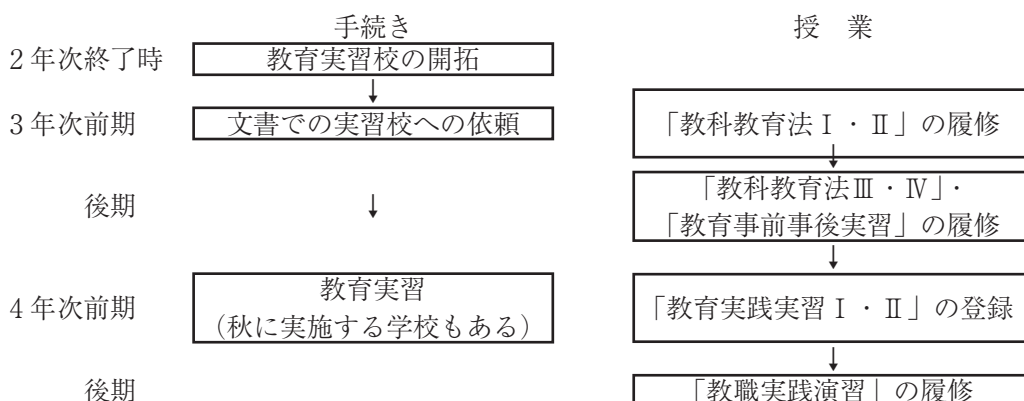 手続き
授 業
2年次終了時
教育実習校の開拓
↓
3年次前期
文書での実習校への依頼
「教科教育法Ⅰ・Ⅱ」の履修
↓
後期
↓
「教科教育法Ⅲ・Ⅳ」・
「教育事前事後実習」の履修
↓
4年次前期
教育実習
(秋に実施する学校もある)
「教育実践実習Ⅰ・Ⅱ」の登録
↓
後期
「教職実践演習」の履修